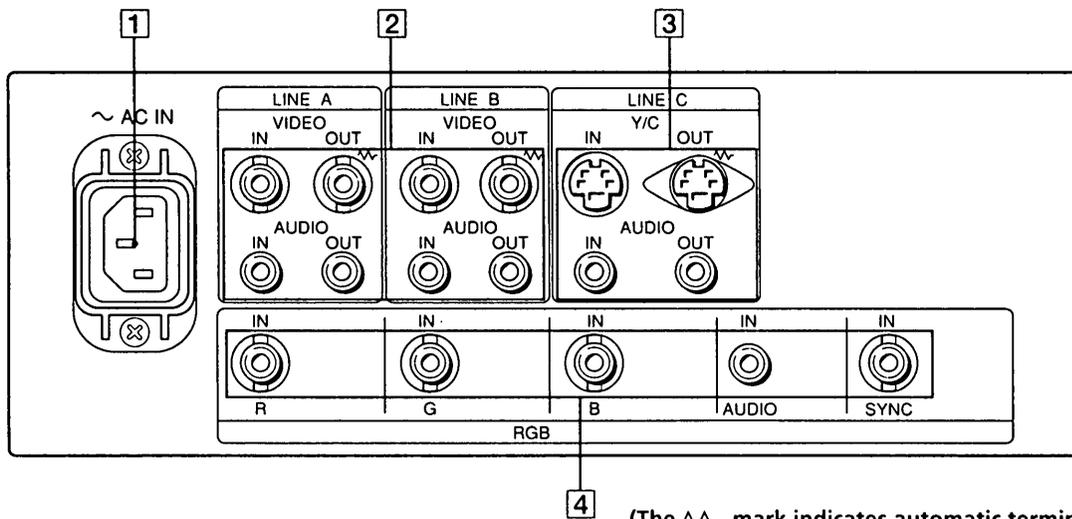 1 2 3
LINE A LINE B LINE C
∼ AC IN VIDEO VIDEO Y/C
IN OUT IN OUT IN OUT
AUDIO AUDIO AUDIO
IN OUT IN OUT IN OUT
IN IN IN IN IN
R G B AUDIO SYNC
RGB
4
(The mark indicates automatic